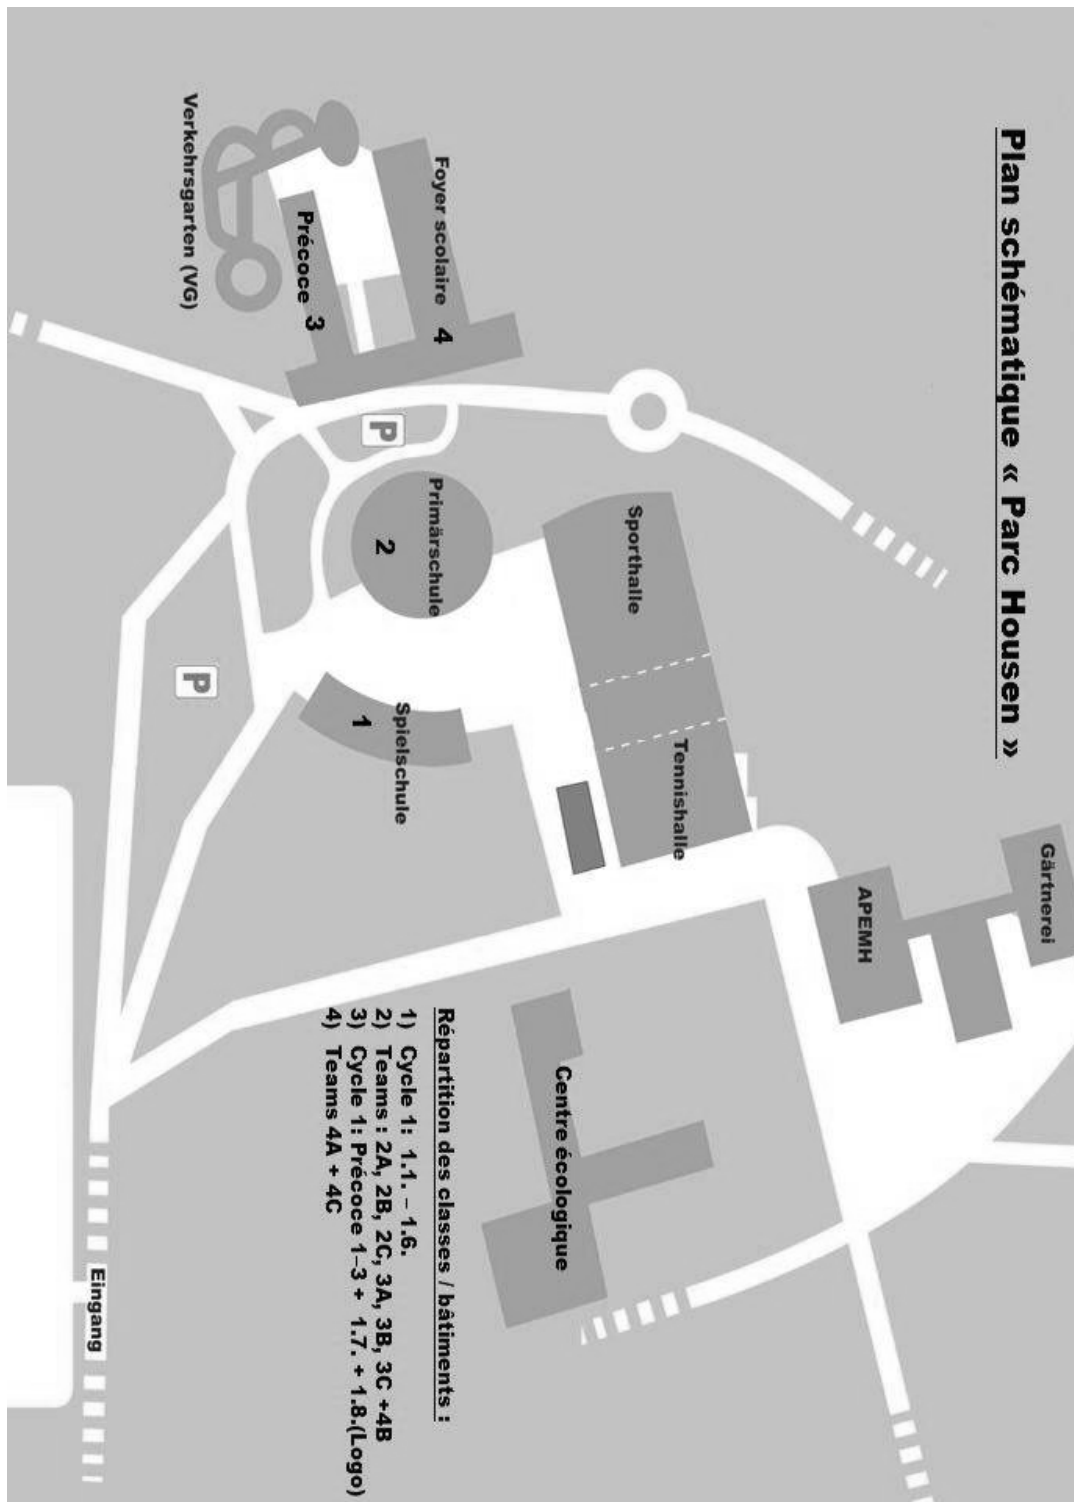 Plan schématique « Parc Housen »
Verkehrsgarten (VG)
Foyer scolaire
4
Précoce
3
P
Primärschule
2
Sporthalle
P
Spielschule
1
Tennishalle
Gärtnerei
APEMH
Centre écologique
Eingang
Répartition des classes / bâtiments :
1) Cycle 1: 1.1. – 1.6.
2) Teams : 2A, 2B, 2C, 3A, 3B, 3C +4B
3) Cycle 1: Précoce 1–3 + 1.7. + 1.8.(Logo)
4) Teams 4A + 4C